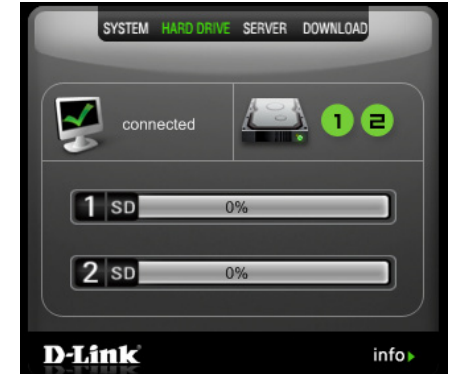 SYSTEM HARD DRIVE SERVER DOWNLOAD
connected 1 2
1 SD 0%
2 SD 0%
D-Link info